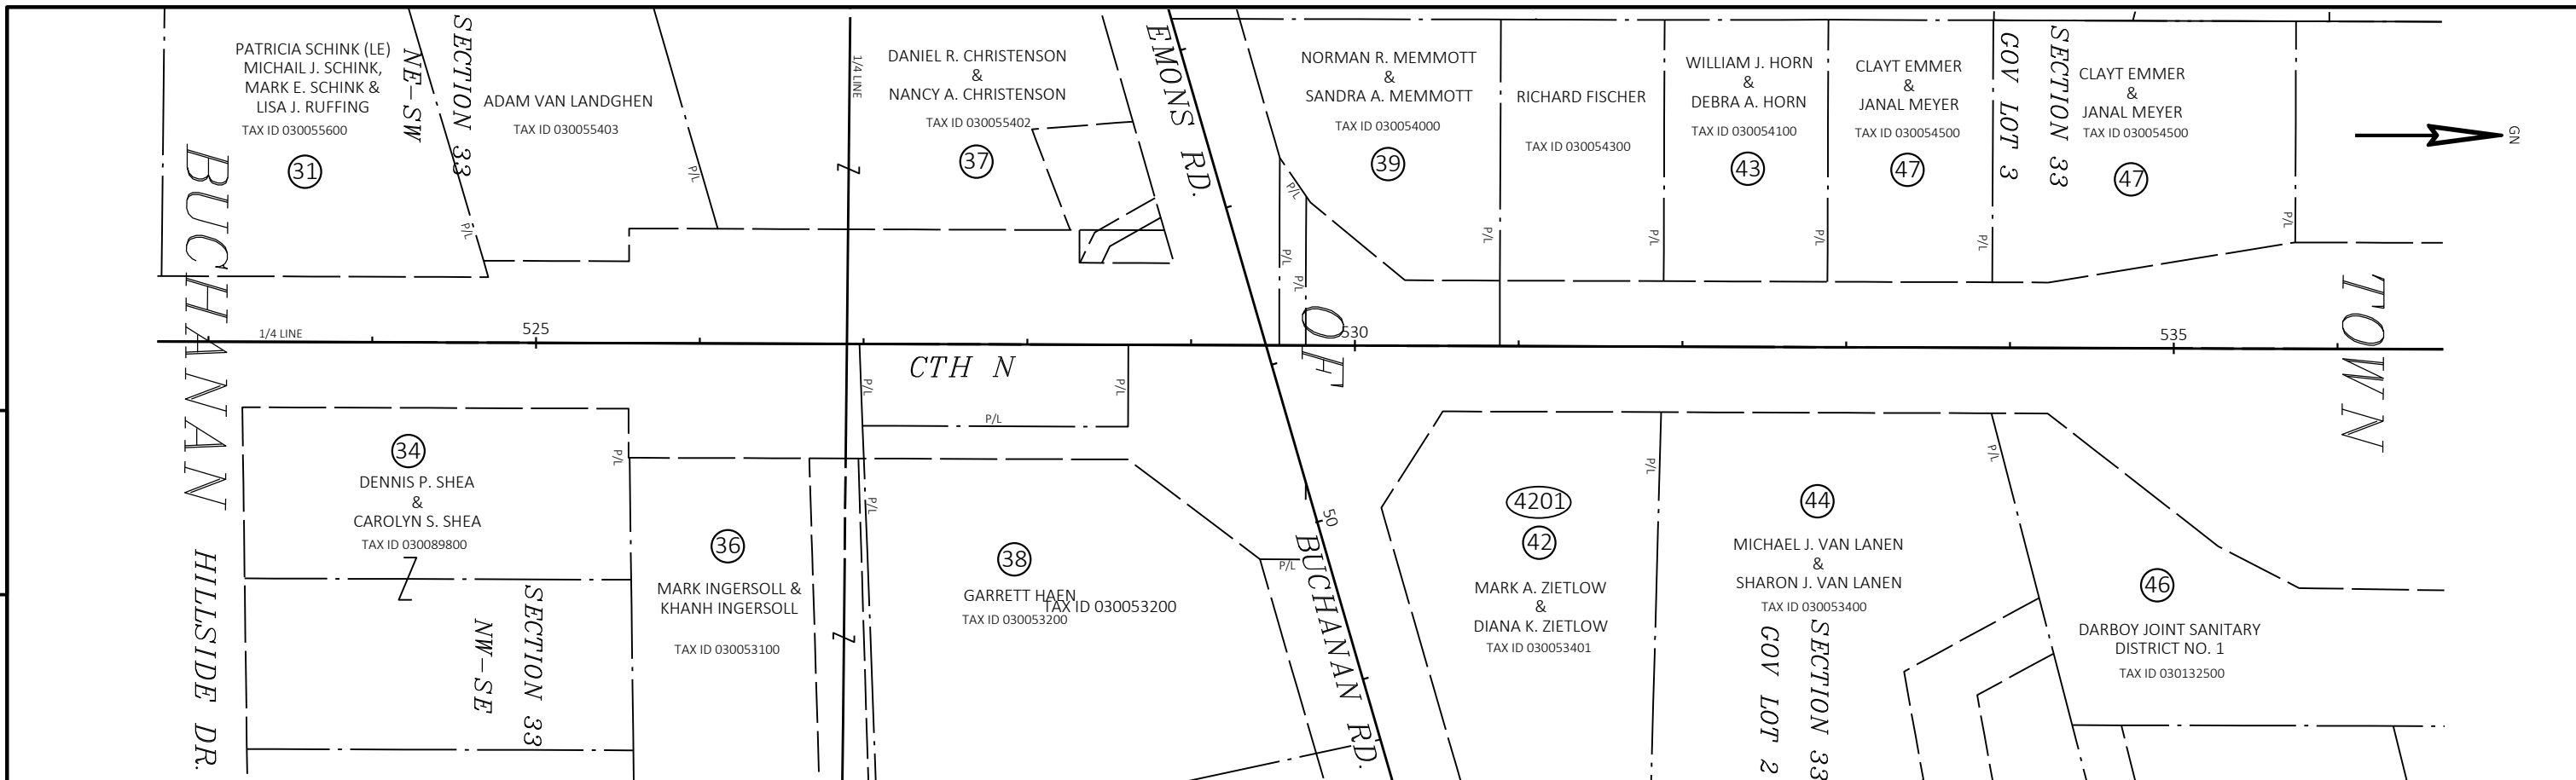 PATRICIA SCHINK (LE)
MICHAIL J. SCHINK,
MARK E. SCHINK &
LISA J. RUFFING
TAX ID 030055600
31
NE-SW
SECTION 33
P/L
ADAM VAN LANDGHEN
TAX ID 030055403
P/L
1/4 LINE
DANIEL R. CHRISTENSON
&
NANCY A. CHRISTENSON
TAX ID 030055402
37
EMONS RD.
NORMAN R. MEMMOTT
&
SANDRA A. MEMMOTT
TAX ID 030054000
39
P/L
P/L
P/L
P/L
RICHARD FISCHER
TAX ID 030054300
P/L
WILLIAM J. HORN
&
DEBRA A. HORN
TAX ID 030054100
43
P/L
CLAYT EMMER
&
JANAL MEYER
TAX ID 030054500
47
P/L
GOV LOT 3
SECTION 33
CLAYT EMMER
&
JANAL MEYER
TAX ID 030054500
47
P/L
GN
BUCHANAN
OF
TOWN
1/4 LINE
525
530
535
CTH N
P/L
P/L
P/L
34
DENNIS P. SHEA
&
CAROLYN S. SHEA
TAX ID 030089800
P/L
HILLSIDE DR.
NW-SE
SECTION 33
36
MARK INGERSOLL &
KHANH INGERSOLL
TAX ID 030053100
P/L
38
GARRETT HAEN
TAX ID 030053200
TAX ID 030053200
P/L
50
BUCHANAN RD.
4201
42
MARK A. ZIETLOW
&
DIANA K. ZIETLOW
TAX ID 030053401
P/L
44
MICHAEL J. VAN LANEN
&
SHARON J. VAN LANEN
TAX ID 030053400
GOV LOT 2
SECTION 33
P/L
46
DARBOY JOINT SANITARY
DISTRICT NO. 1
TAX ID 030132500